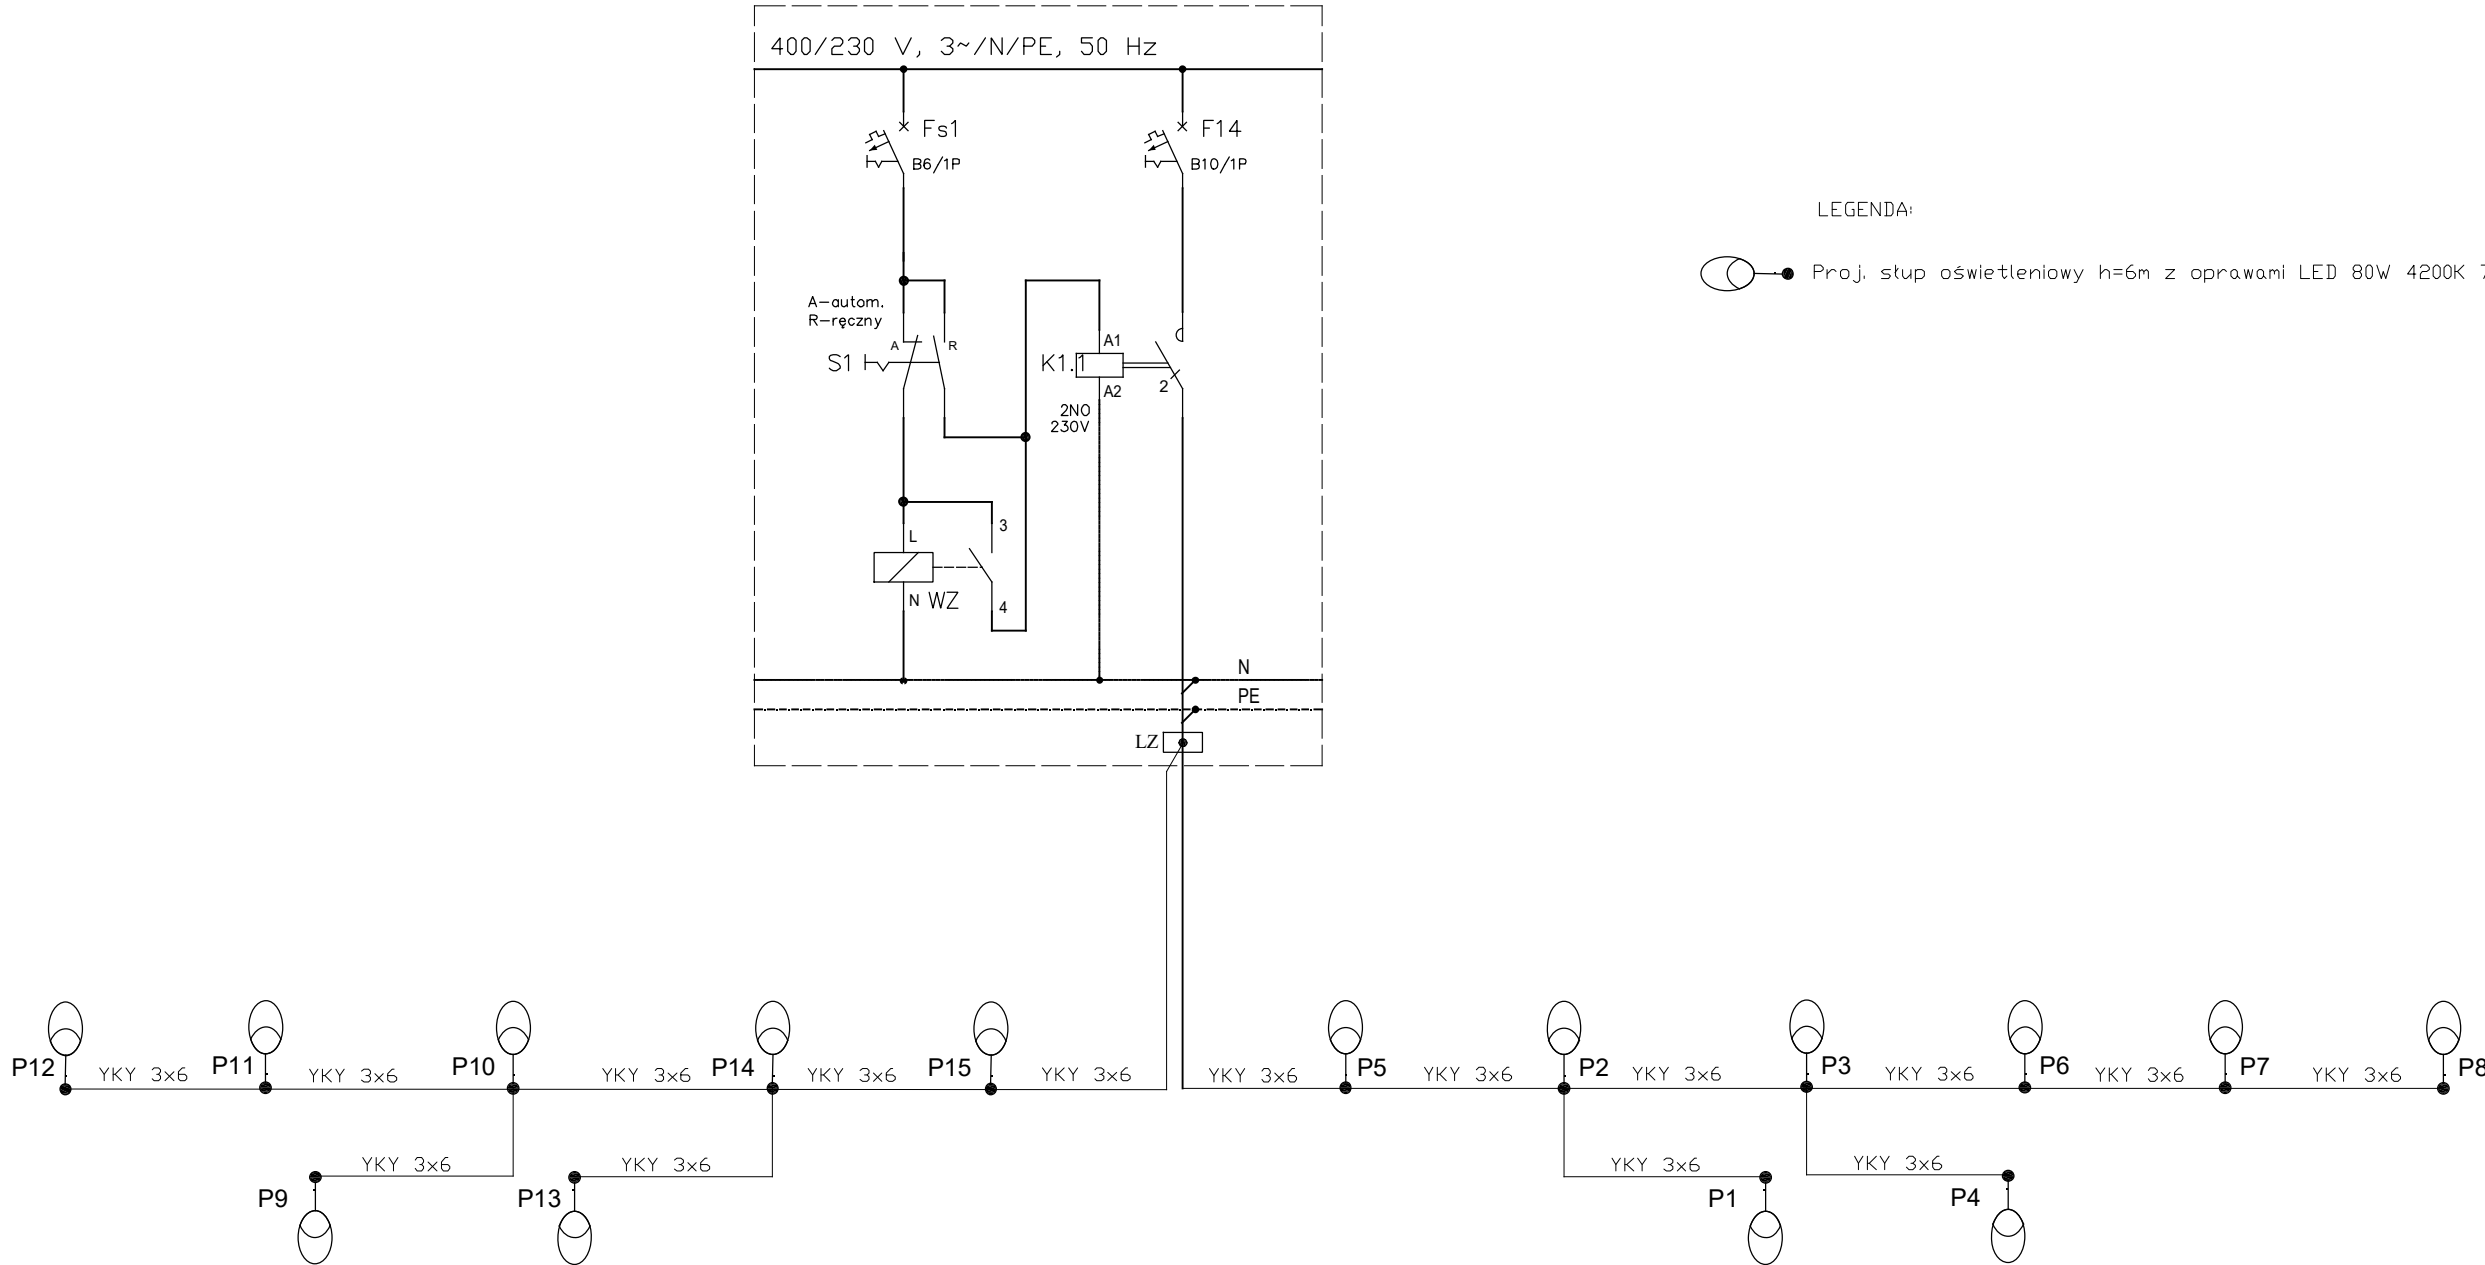 400/230 V, 3~/N/PE, 50 Hz
Fs1
B6/1P
F14
B10/1P
LEGENDA:
Proj. słup oświetleniowy h=6m z oprawami LED 80W 4200K
A-autom.
R-ręczny
A
R
S1
K1.1
A1
A2
2
2NO
230V
3
L
N WZ
4
N
PE
LZ
P12
YKY 3x6
P11
YKY 3x6
P10
YKY 3x6
P14
YKY 3x6
P15
YKY 3x6
YKY 3x6
P5
YKY 3x6
P2
YKY 3x6
P3
YKY 3x6
P6
YKY 3x6
P7
YKY 3x6
P8
P9
YKY 3x6
P13
YKY 3x6
YKY 3x6
P1
YKY 3x6
P4